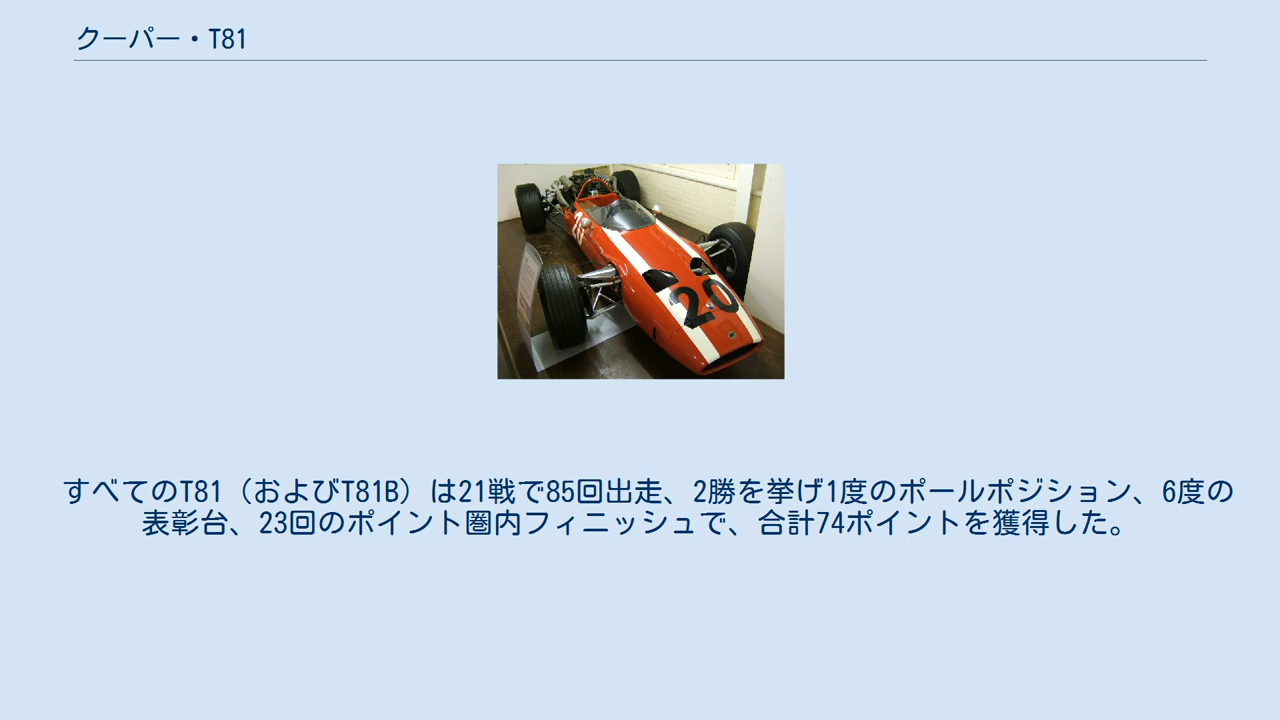 クーパー・T81
20
すべてのT81（およびT81B）は21戦で85回出走、2勝を挙げ1度のポールポジション、6度の
表彰台、23回のポイント圏内フィニッシュで、合計74ポイントを獲得した。